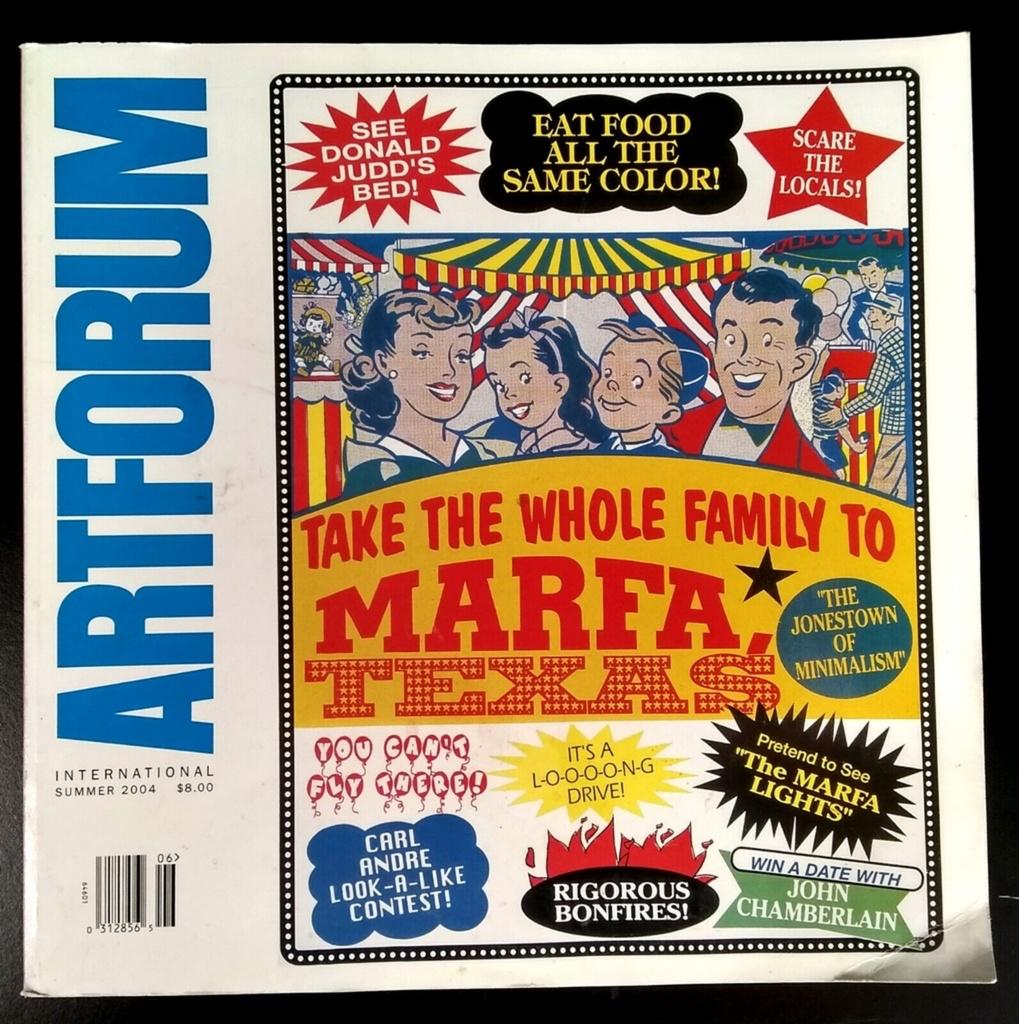 ARTFORUM
INTERNATIONAL
SUMMER 2004 $8.00
06>
64601
0 312856 5
SEE
DONALD
JUDD'S
BED!
EAT FOOD
ALL THE
SAME COLOR!
SCARE
THE
LOCALS!
TAKE THE WHOLE FAMILY TO
MARFA,
TEXAS
"THE
JONESTOWN
OF
MINIMALISM"
YOU CAN'T
FLY THERE!
IT'S A
L-O-O-O-O-N-G
DRIVE!
Pretend to See
"The MARFA
LIGHTS"
CARL
ANDRE
LOOK-A-LIKE
CONTEST!
RIGOROUS
BONFIRES!
WIN A DATE WITH
JOHN
CHAMBERLAIN